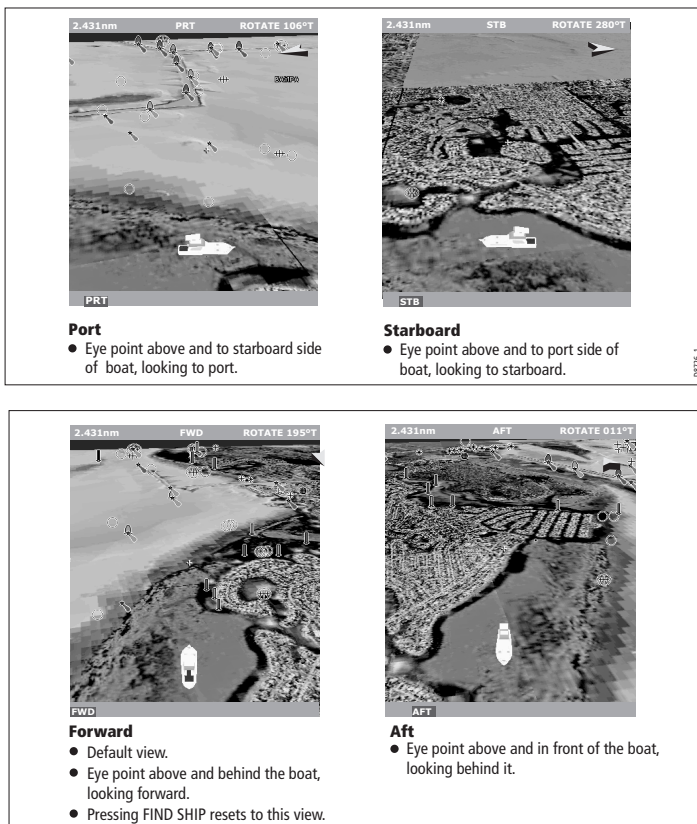 2.431nm PRT ROTATE 106°T
2.431nm STB ROTATE 280°T
PRT
STB
Port
● Eye point above and to starboard side
of boat, looking to port.
Starboard
● Eye point above and to port side of
boat, looking to starboard.
2.431nm FWD ROTATE 195°T
2.431nm AFT ROTATE 011°T
FWD
AFT
Forward
● Default view.
● Eye point above and behind the boat,
looking forward.
● Pressing FIND SHIP resets to this view.
Aft
● Eye point above and in front of the boat,
looking behind it.